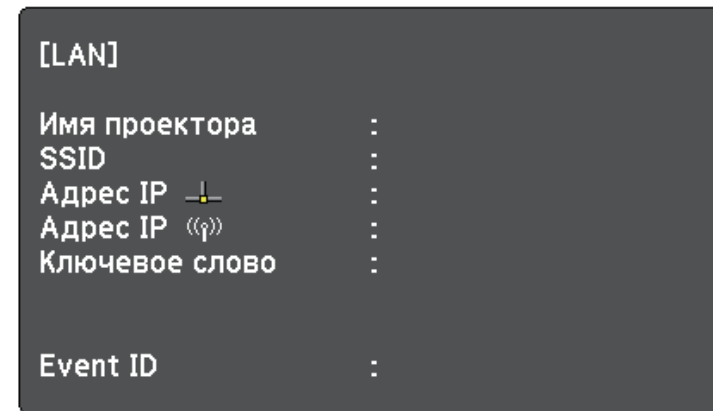 [LAN]
Имя проектора :
SSID :
Адрес IP :
Адрес IP :
Ключевое слово :
Event ID :